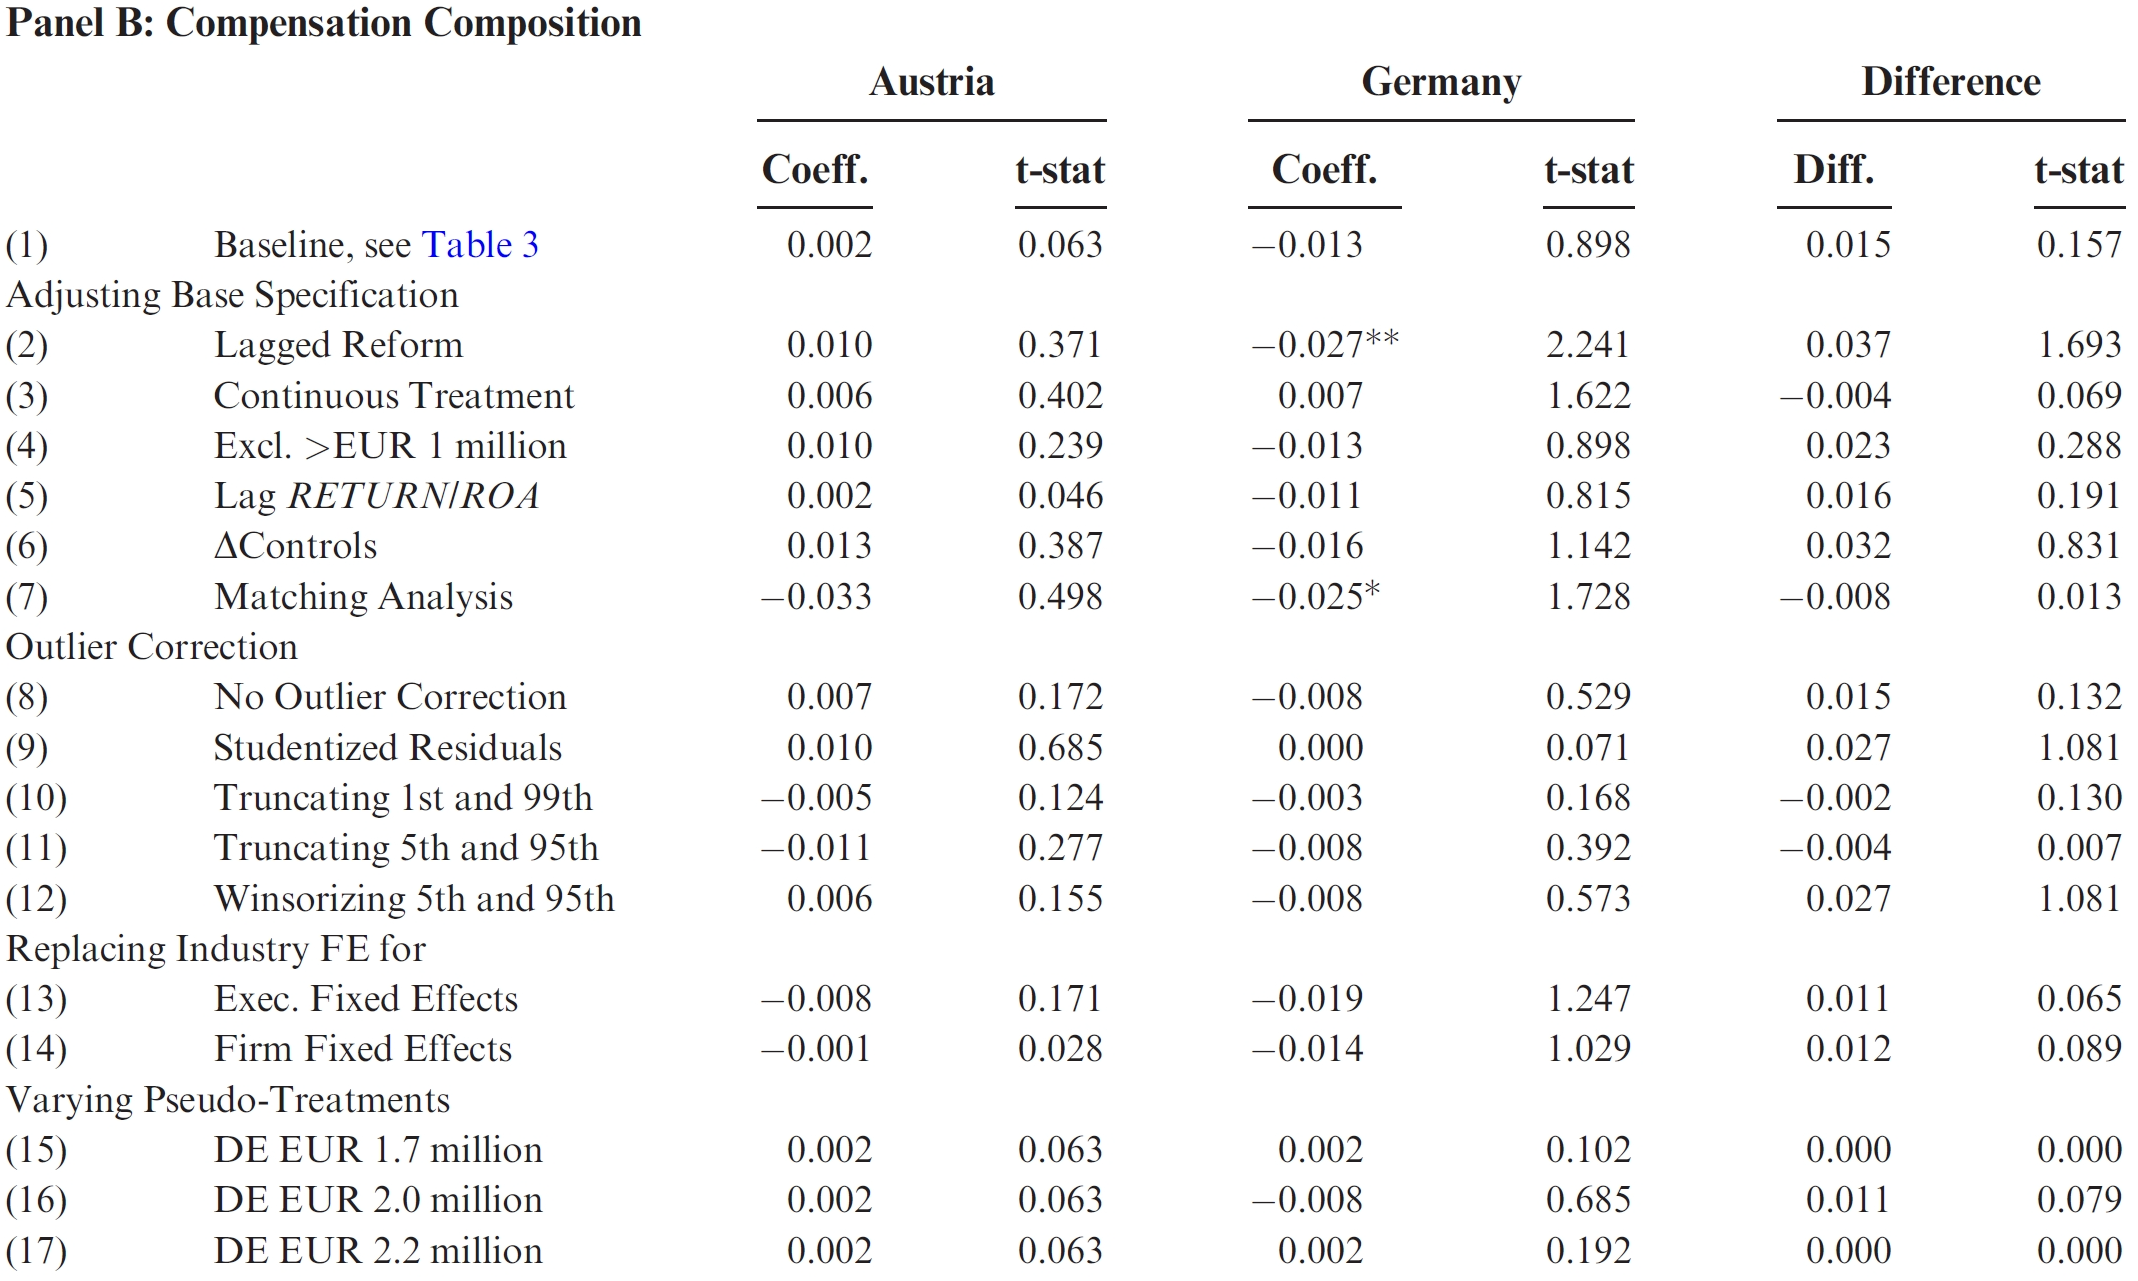 Panel B: Compensation Composition
Austria Germany Difference
Coeff. t-stat Coeff. t-stat Diff. t-stat
(1) Baseline, see Table 3 0.002 0.063 −0.013 0.898 0.015 0.157
Adjusting Base Specification
(2) Lagged Reform 0.010 0.371 −0.027** 2.241 0.037 1.693
(3) Continuous Treatment 0.006 0.402 0.007 1.622 −0.004 0.069
(4) Excl. >EUR 1 million 0.010 0.239 −0.013 0.898 0.023 0.288
(5) Lag RETURN/ROA 0.002 0.046 −0.011 0.815 0.016 0.191
(6) ΔControls 0.013 0.387 −0.016 1.142 0.032 0.831
(7) Matching Analysis −0.033 0.498 −0.025* 1.728 −0.008 0.013
Outlier Correction
(8) No Outlier Correction 0.007 0.172 −0.008 0.529 0.015 0.132
(9) Studentized Residuals 0.010 0.685 0.000 0.071 0.027 1.081
(10) Truncating 1st and 99th −0.005 0.124 −0.003 0.168 −0.002 0.130
(11) Truncating 5th and 95th −0.011 0.277 −0.008 0.392 −0.004 0.007
(12) Winsorizing 5th and 95th 0.006 0.155 −0.008 0.573 0.027 1.081
Replacing Industry FE for
(13) Exec. Fixed Effects −0.008 0.171 −0.019 1.247 0.011 0.065
(14) Firm Fixed Effects −0.001 0.028 −0.014 1.029 0.012 0.089
Varying Pseudo-Treatments
(15) DE EUR 1.7 million 0.002 0.063 0.002 0.102 0.000 0.000
(16) DE EUR 2.0 million 0.002 0.063 −0.008 0.685 0.011 0.079
(17) DE EUR 2.2 million 0.002 0.063 0.002 0.192 0.000 0.000